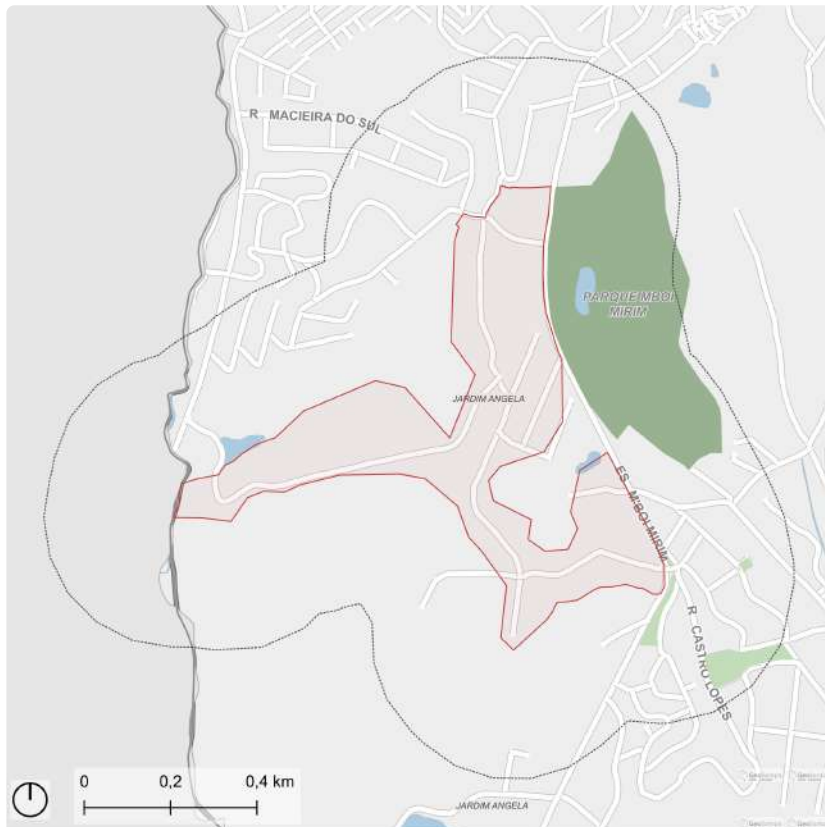 R MACIEIRA DO SUL
PARQUE MBOI
MIRIM
JARDIM ANGELA
ES M'BOI MIRIM
R CASTRO LOPES
0 0,2 0,4 km
JARDIM ANGELA